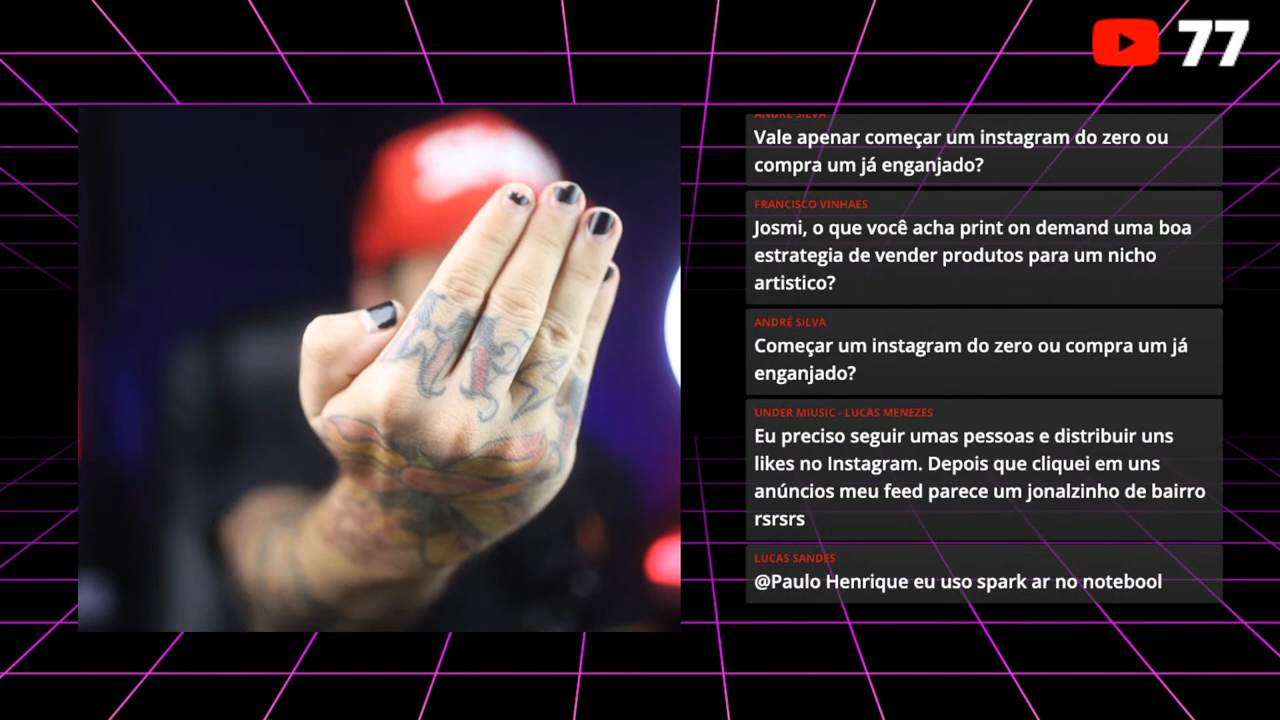 77
ANDRÉ SILVA
Vale apenar começar um instagram do zero ou
compra um já enganjado?
FRANCISCO VINHAES
Josmi, o que você acha print on demand uma boa
estrategia de vender produtos para um nicho
artistico?
ANDRÉ SILVA
Começar um instagram do zero ou compra um já
enganjado?
UNDER MIUSIC - LUCAS MENEZES
Eu preciso seguir umas pessoas e distribuir uns
likes no Instagram. Depois que cliquei em uns
anúncios meu feed parece um jonalzinho de bairro
rsrsrs
LUCAS SANDES
@Paulo Henrique eu uso spark ar no notebool